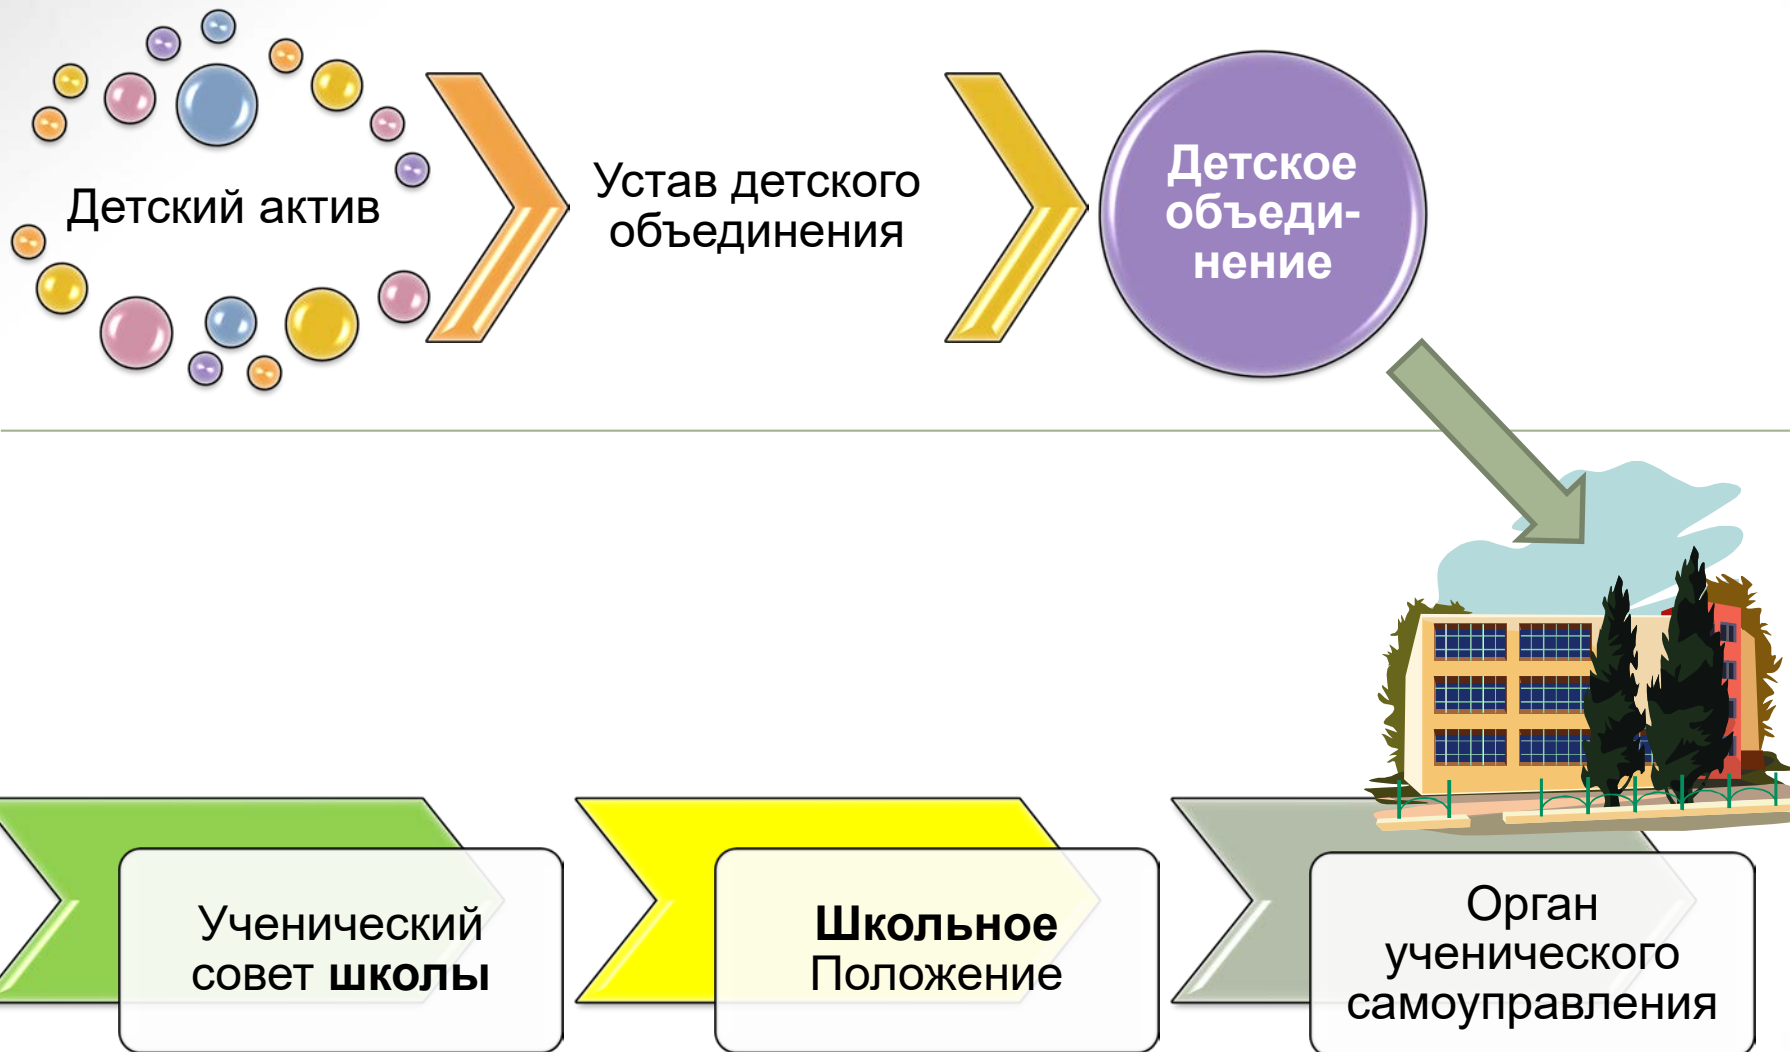 Детский актив
Устав детского
объединения
Детское
объеди-
нение
Ученический
совет школы
Школьное
Положение
Орган
ученического
самоуправления